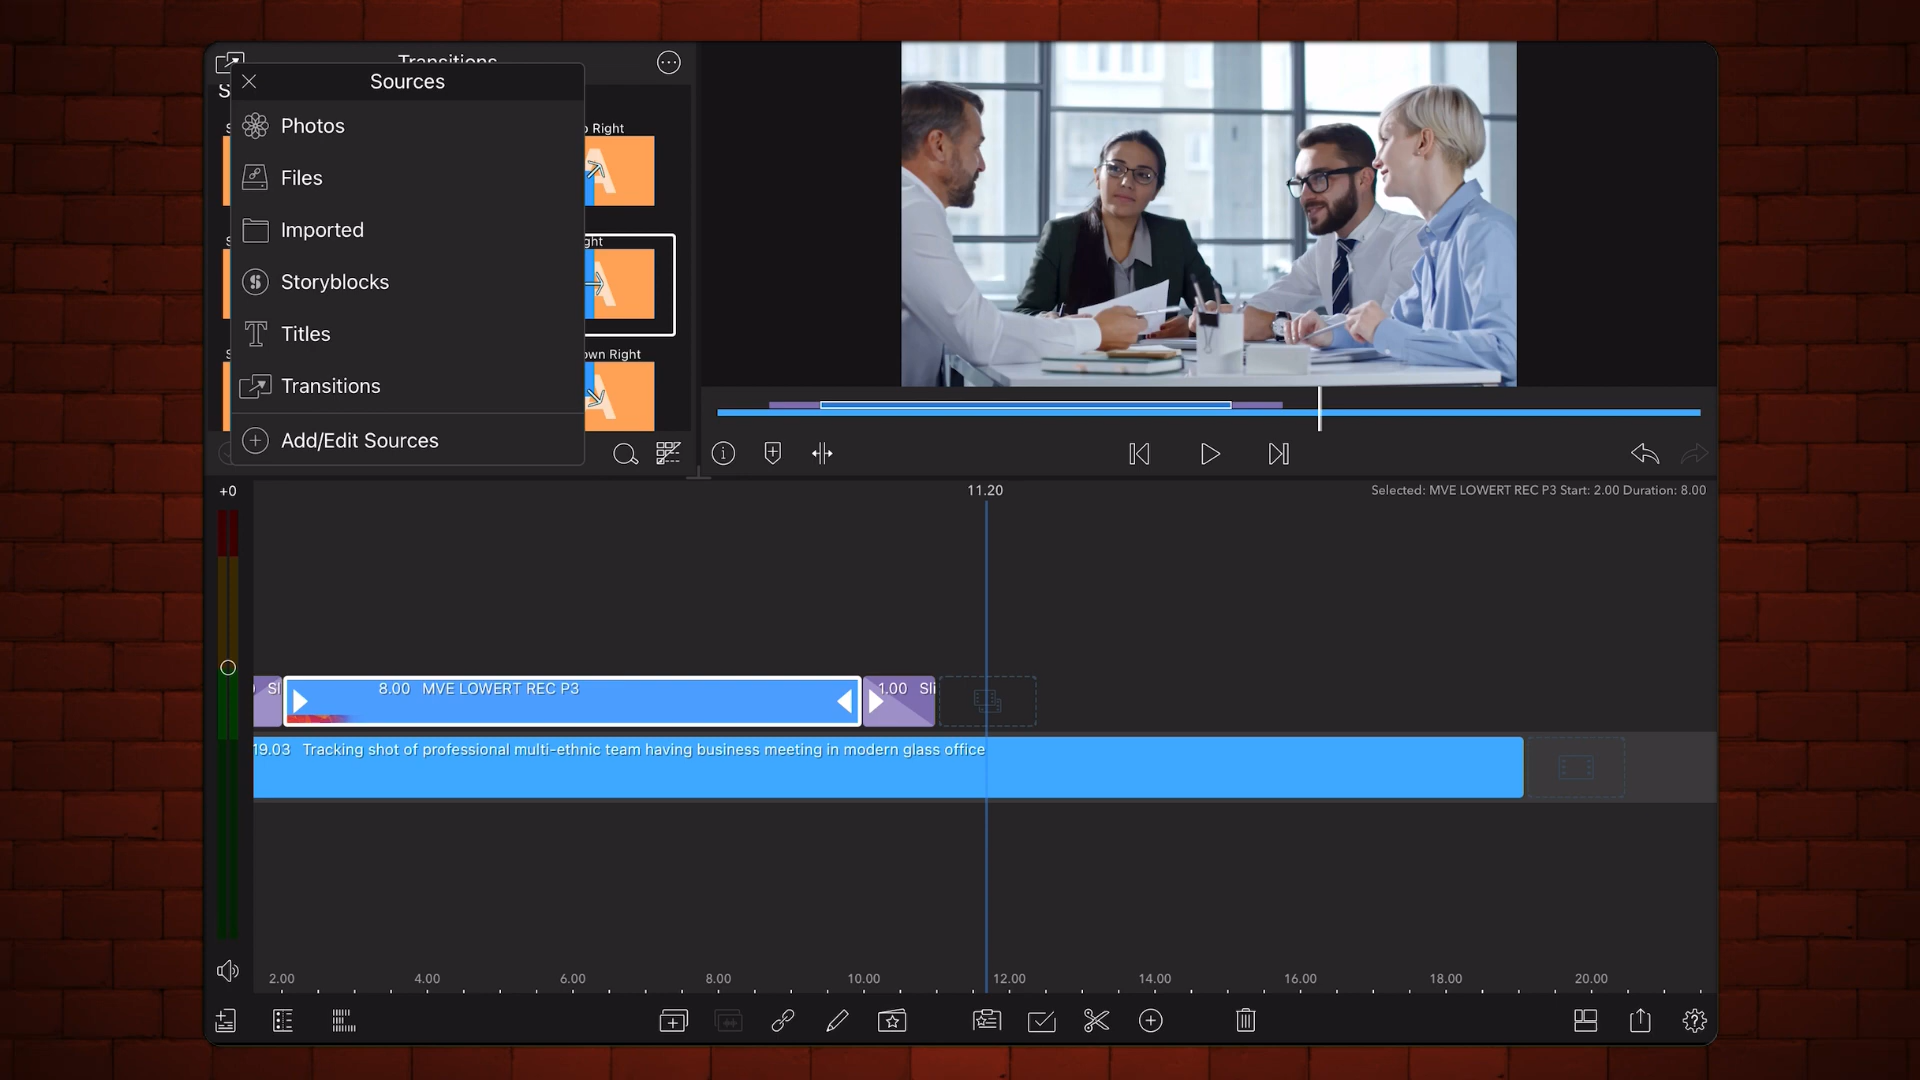 Transitions
Sources
Photos
Files
Imported
Storyblocks
Titles
Transitions
Add/Edit Sources
Right
Right
+0
11.20
Selected: MVE LOWERT REC P3 Start: 2.00 Duration: 8.00
8.00 MVE LOWERT REC P3
1.00 Sli
19.03 Tracking shot of professional multi-ethnic team having business meeting in modern glass office
2.00 4.00 6.00 8.00 10.00 12.00 14.00 16.00 18.00 20.00